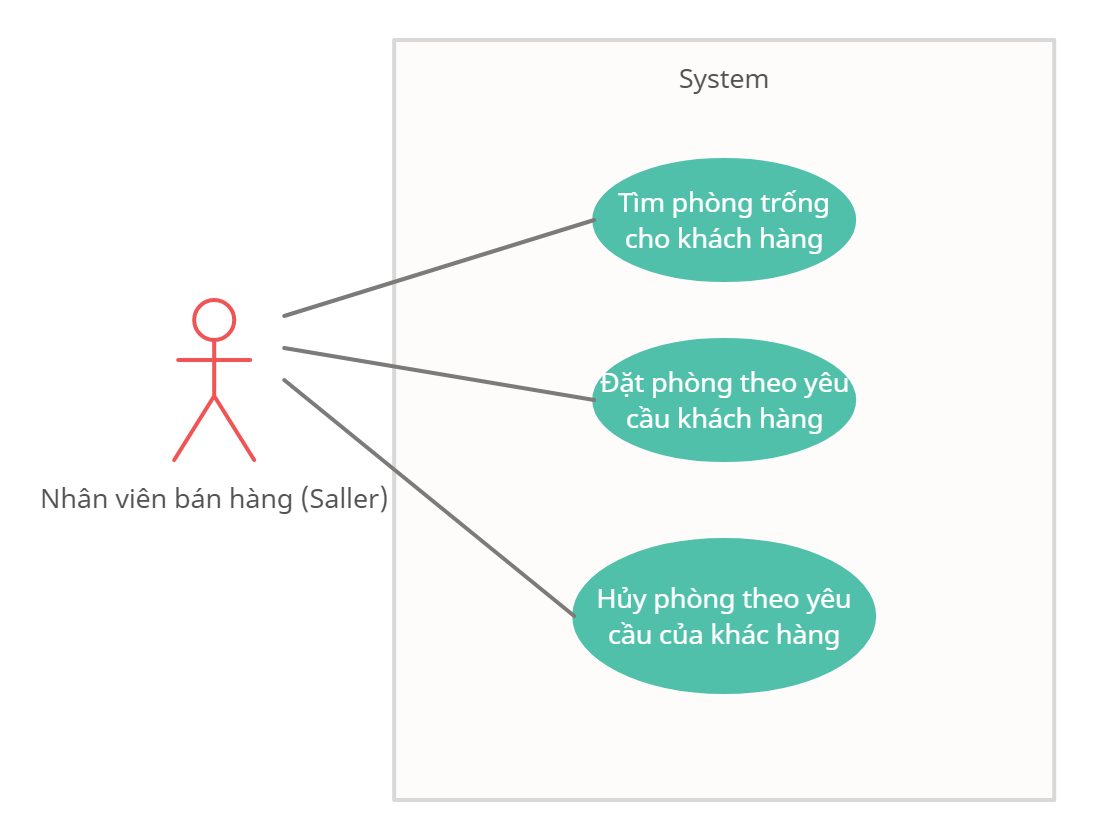 System
Tìm phòng trống
cho khách hàng
Đặt phòng theo yêu
cầu khách hàng
Nhân viên bán hàng (Saller)
Hủy phòng theo yêu
cầu của khác hàng